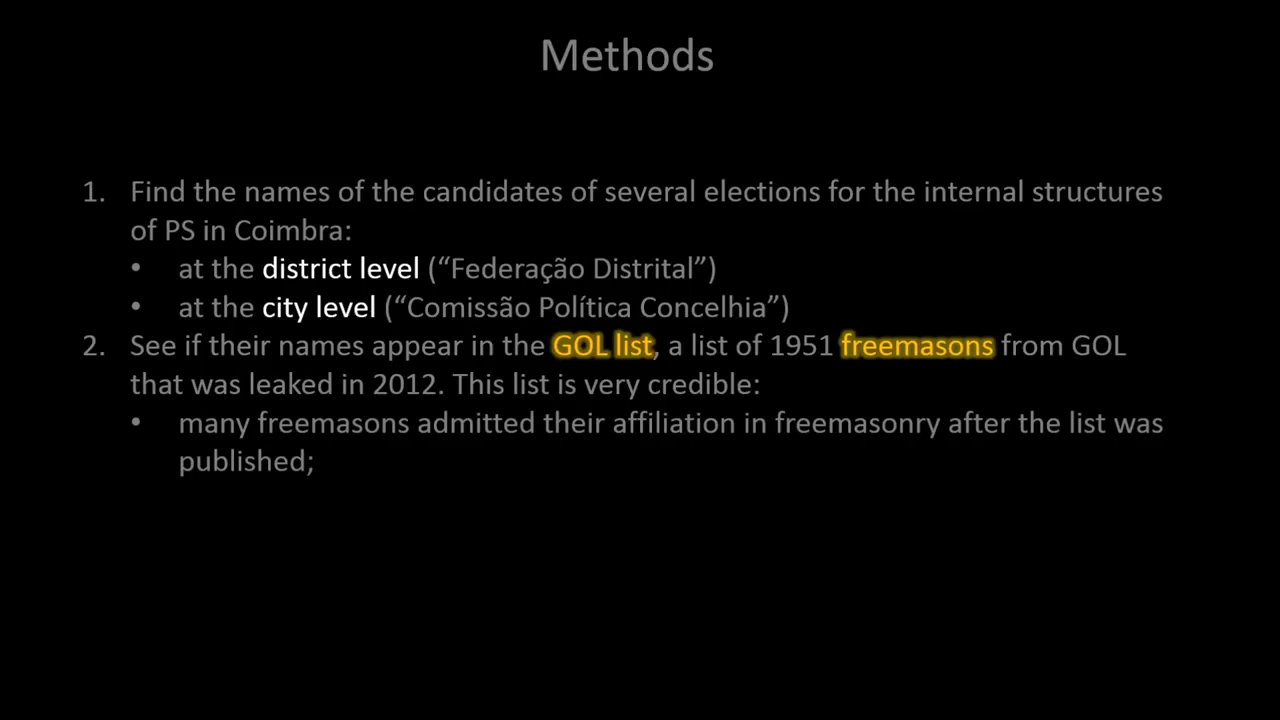 Methods
1. Find the names of the candidates of several elections for the internal structures
of PS in Coimbra:
• at the district level (“Federação Distrital”)
• at the city level (“Comissão Política Concelhia”)
2. See if their names appear in the GOL list, a list of 1951 freemasons from GOL
that was leaked in 2012. This list is very credible:
• many freemasons admitted their affiliation in freemasonry after the list was
published;